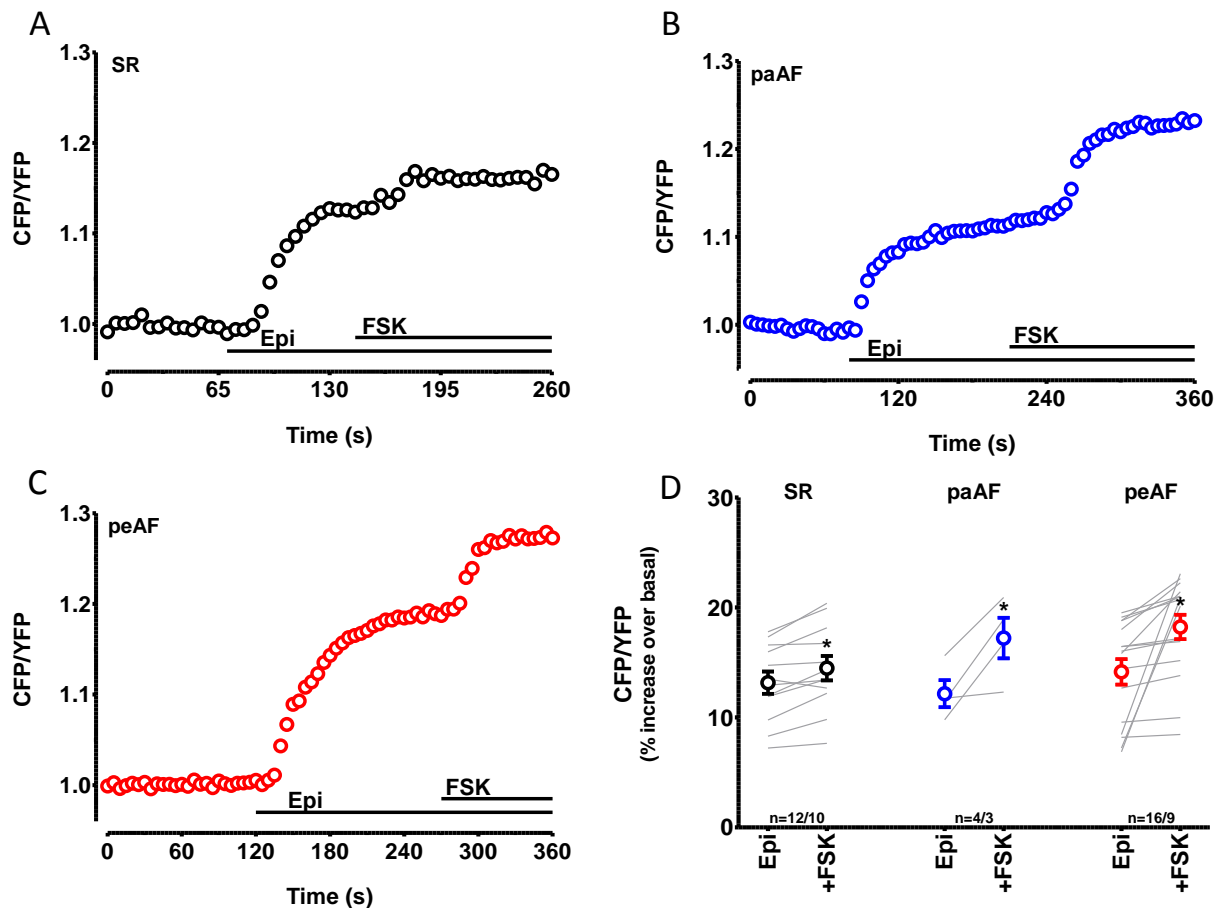 A
SR
1.3
1.2
1.1
1.0
CFP/YFP
Epi
FSK
0 65 130 195 260
Time (s)
B
paAF
1.3
1.2
1.1
1.0
CFP/YFP
Epi
FSK
0 120 240 360
Time (s)
C
peAF
1.3
1.2
1.1
1.0
CFP/YFP
Epi
FSK
0 60 120 180 240 300 360
Time (s)
D
SR paAF peAF
30
20
10
0
CFP/YFP
(% increase over basal)
* * *
n=12/10 n=4/3 n=16/9
Epi +FSK Epi +FSK Epi +FSK